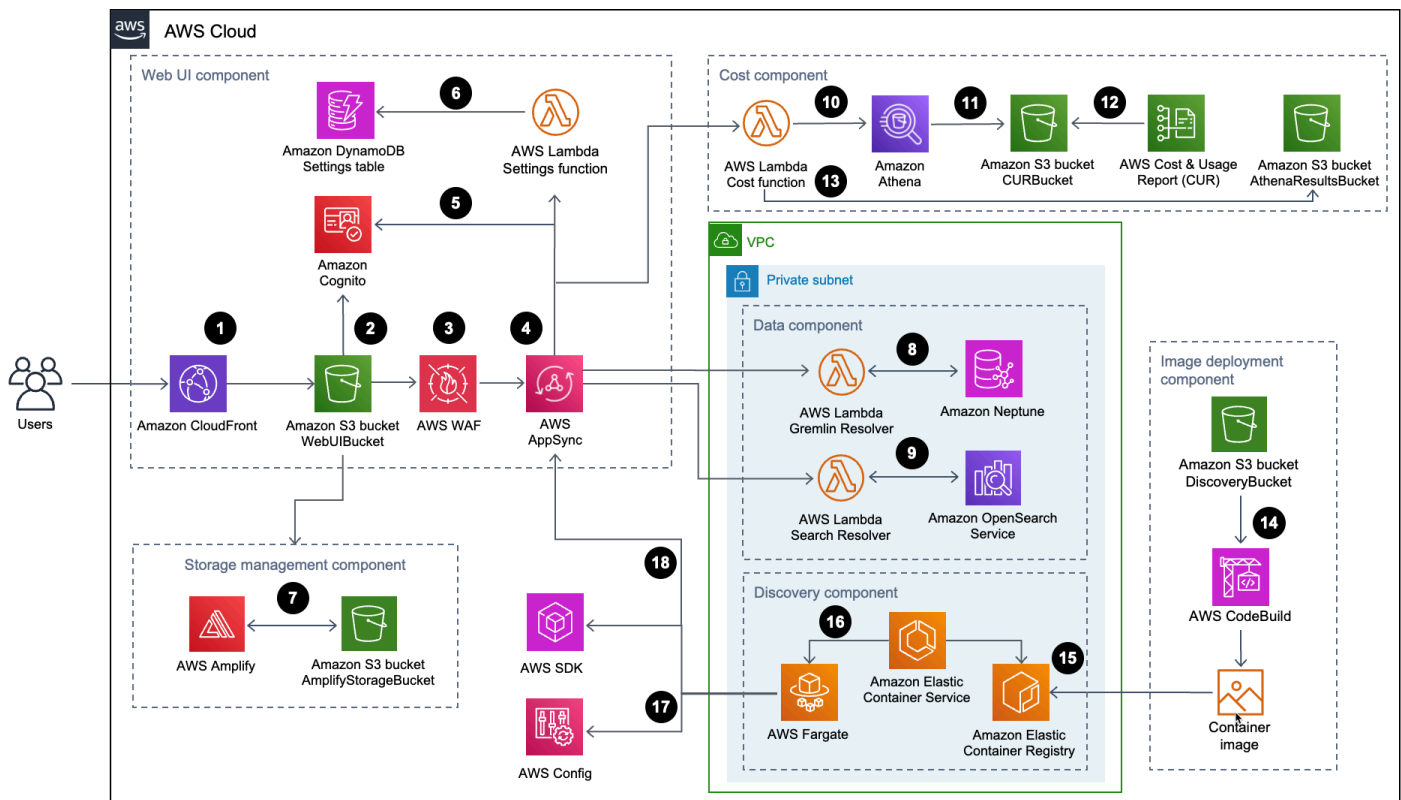 aws
AWS Cloud
Web UI component
6
Amazon DynamoDB
Settings table
AWS Lambda
Settings function
5
Amazon
Cognito
1
2
3
4
Users
Amazon CloudFront
Amazon S3 bucket
WebUIBucket
AWS WAF
AWS
AppSync
Cost component
10
11
12
AWS Lambda
Cost function
13
Amazon
Athena
Amazon S3 bucket
CURBucket
AWS Cost & Usage
Report (CUR)
Amazon S3 bucket
AthenaResultsBucket
VPC
Private subnet
Data component
8
AWS Lambda
Gremlin Resolver
Amazon Neptune
9
AWS Lambda
Search Resolver
Amazon OpenSearch
Service
Image deployment
component
Amazon S3 bucket
DiscoveryBucket
14
AWS CodeBuild
Container
image
Storage management component
7
AWS Amplify
Amazon S3 bucket
AmplifyStorageBucket
18
AWS SDK
17
AWS Config
Discovery component
16
15
Amazon Elastic
Container Service
AWS Fargate
Amazon Elastic
Container Registry